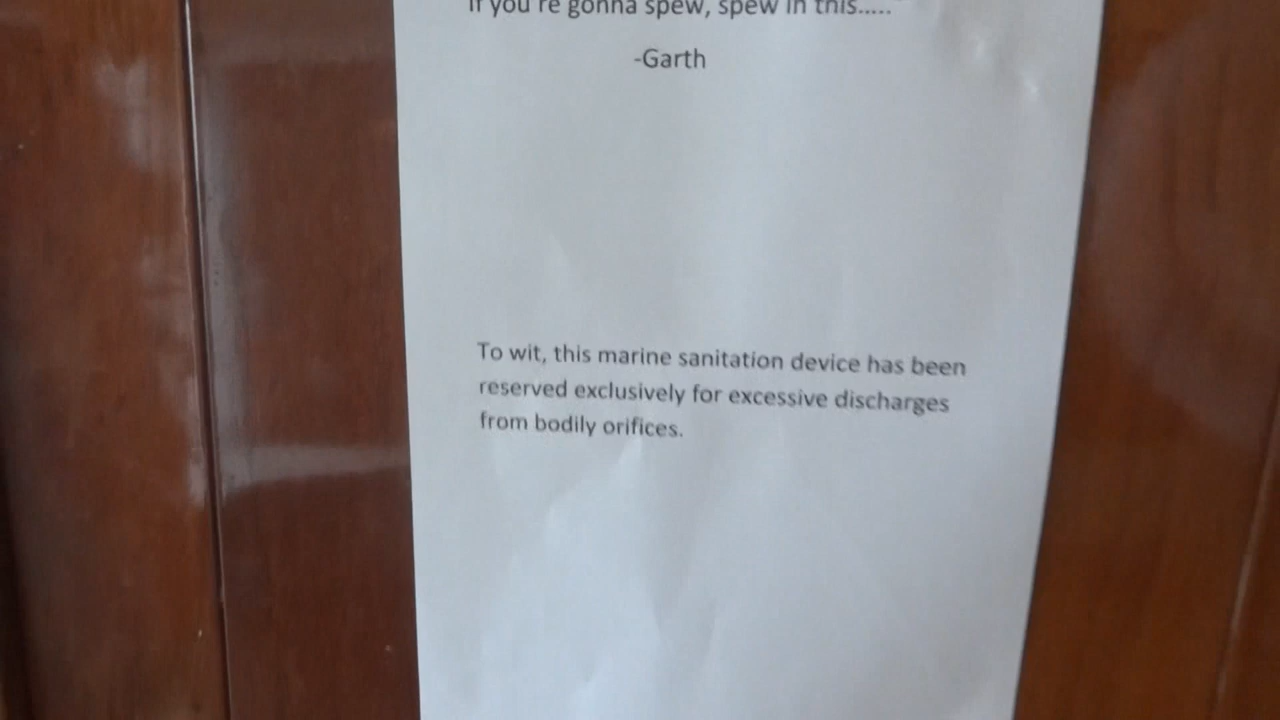 If you're gonna spew, spew in this....."
-Garth
To wit, this marine sanitation device has been
reserved exclusively for excessive discharges
from bodily orifices.